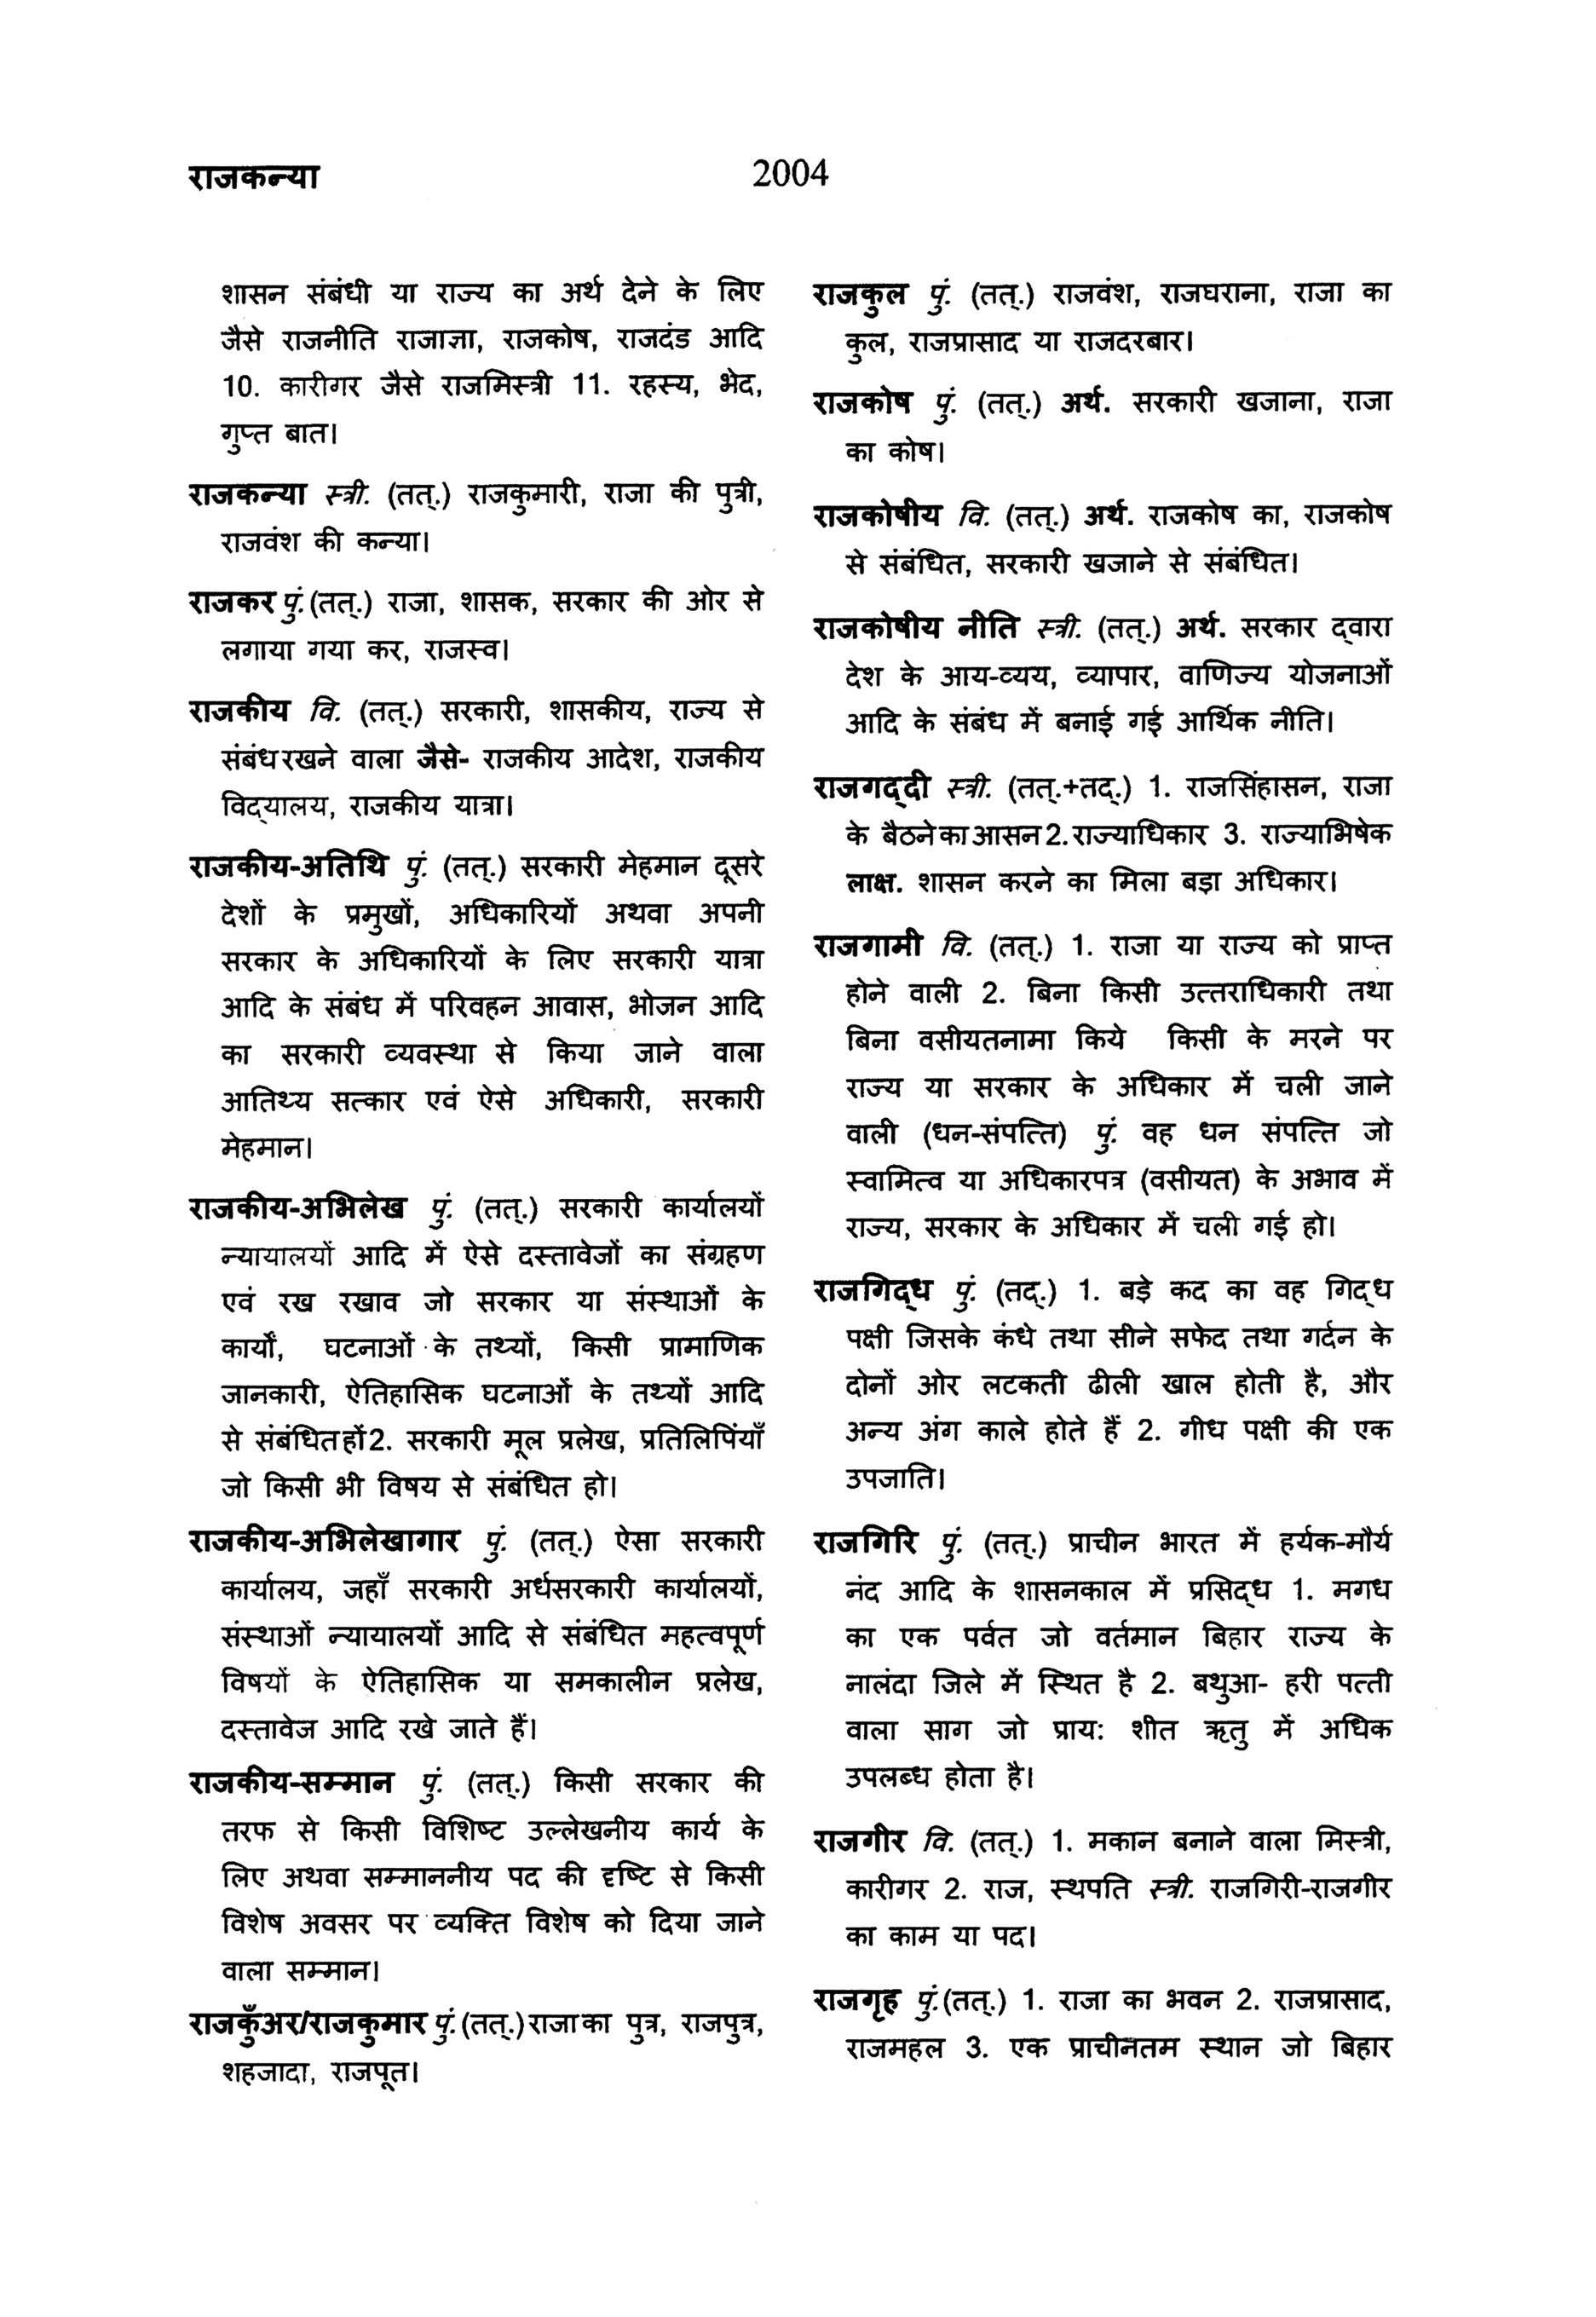 राजकन्या
2004
शासन संबंधी या राज्य का अर्थ देने के लिए
जैसे राजनीति राजाज्ञा, राजकोष, राजदंड आदि
10. कारीगर जैसे राजमिस्त्री 11. रहस्य, भेद,
गुप्त बात।
राजकन्या स्त्री. (तत्.) राजकुमारी, राजा की पुत्री,
राजवंश की कन्या।
राजकर पुं.(तत्.) राजा, शासक, सरकार की ओर से
लगाया गया कर, राजस्व।
राजकीय वि. (तत्.) सरकारी, शासकीय, राज्य से
संबंध रखने वाला जैसे- राजकीय आदेश, राजकीय
विद्‌यालय, राजकीय यात्रा।
राजकीय-अतिथि पुं. (तत्.) सरकारी मेहमान दूसरे
देशों के प्रमुखों, अधिकारियों अथवा अपनी
सरकार के अधिकारियों के लिए सरकारी यात्रा
आदि के संबंध में परिवहन आवास, भोजन आदि
का सरकारी व्यवस्था से किया जाने वाला
आतिथ्य सत्कार एवं ऐसे अधिकारी, सरकारी
मेहमान।
राजकीय-अभिलेख पुं. (तत्.) सरकारी कार्यालयों
न्यायालयों आदि में ऐसे दस्तावेजों का संग्रहण
एवं रख रखाव जो सरकार या संस्थाओं के
कार्यों, घटनाओं के तथ्यों, किसी प्रामाणिक
जानकारी, ऐतिहासिक घटनाओं के तथ्यों आदि
से संबंधित हों 2. सरकारी मूल प्रलेख, प्रतिलिपियाँ
जो किसी भी विषय से संबंधित हो।
राजकीय-अभिलेखागार पुं. (तत्.) ऐसा सरकारी
कार्यालय, जहाँ सरकारी अर्धसरकारी कार्यालयों,
संस्थाओं न्यायालयों आदि से संबंधित महत्वपूर्ण
विषयों के ऐतिहासिक या समकालीन प्रलेख,
दस्तावेज आदि रखे जाते हैं।
राजकीय-सम्मान पुं. (तत्.) किसी सरकार की
तरफ से किसी विशिष्ट उल्लेखनीय कार्य के
लिए अथवा सम्माननीय पद की दृष्टि से किसी
विशेष अवसर पर व्यक्ति विशेष को दिया जाने
वाला सम्मान।
राजकुँअर/राजकुमार पुं.(तत्.) राजा का पुत्र, राजपुत्र,
शहजादा, राजपूत।
राजकुल पुं. (तत्.) राजवंश, राजघराना, राजा का
कुल, राजप्रासाद या राजदरबार।
राजकोष पुं. (तत्.) अर्थ. सरकारी खजाना, राजा
का कोष।
राजकोषीय वि. (तत्.) अर्थ. राजकोष का, राजकोष
से संबंधित, सरकारी खजाने से संबंधित।
राजकोषीय नीति स्त्री. (तत्.) अर्थ. सरकार द्‌वारा
देश के आय-व्यय, व्यापार, वाणिज्य योजनाओं
आदि के संबंध में बनाई गई आर्थिक नीति।
राजगद्‌दी स्त्री. (तत्.+तद्.) 1. राजसिंहासन, राजा
के बैठने का आसन 2. राज्याधिकार 3. राज्याभिषेक
लाक्ष. शासन करने का मिला बड़ा अधिकार।
राजगामी वि. (तत्.) 1. राजा या राज्य को प्राप्त
होने वाली 2. बिना किसी उत्तराधिकारी तथा
बिना वसीयतनामा किये किसी के मरने पर
राज्य या सरकार के अधिकार में चली जाने
वाली (धन-संपत्ति) पुं. वह धन संपत्ति जो
स्वामित्व या अधिकारपत्र (वसीयत) के अभाव में
राज्य, सरकार के अधिकार में चली गई हो।
राजगिद्‌ध पुं. (तद्.) 1. बड़े कद का वह गिद्‌ध
पक्षी जिसके कंधे तथा सीने सफेद तथा गर्दन के
दोनों ओर लटकती ढीली खाल होती है, और
अन्य अंग काले होते हैं 2. गीध पक्षी की एक
उपजाति।
राजगिरि पुं. (तत्.) प्राचीन भारत में हर्यक-मौर्य
नंद आदि के शासनकाल में प्रसिद्‌ध 1. मगध
का एक पर्वत जो वर्तमान बिहार राज्य के
नालंदा जिले में स्थित है 2. बथुआ- हरी पत्ती
वाला साग जो प्राय: शीत ऋतु में अधिक
उपलब्ध होता है।
राजगीर वि. (तत्.) 1. मकान बनाने वाला मिस्त्री,
कारीगर 2. राज, स्थपति स्त्री. राजगिरी-राजगीर
का काम या पद।
राजगृह पुं.(तत्.) 1. राजा का भवन 2. राजप्रासाद,
राजमहल 3. एक प्राचीनतम स्थान जो बिहार